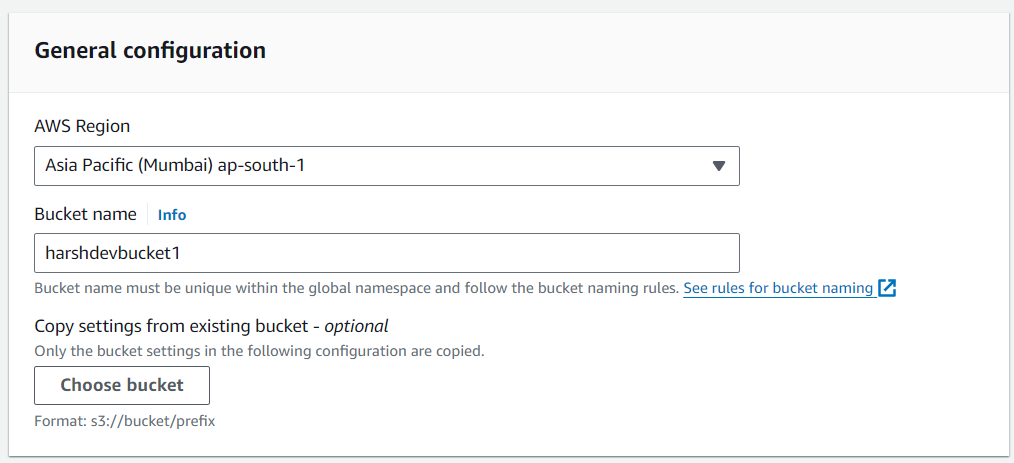 General configuration
AWS Region
Asia Pacific (Mumbai) ap-south-1
Bucket name Info
harshdevbucket1
Bucket name must be unique within the global namespace and follow the bucket naming rules. See rules for bucket naming
Copy settings from existing bucket - optional
Only the bucket settings in the following configuration are copied.
Choose bucket
Format: s3://bucket/prefix